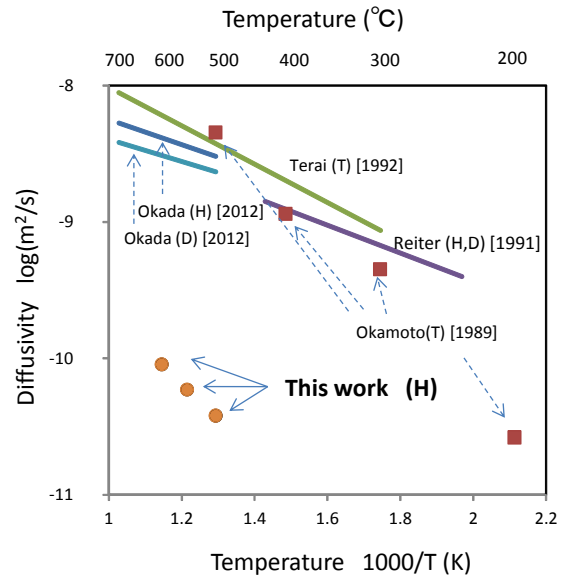 Temperature (℃)
700 600 500 400 300 200
-8
-9
-10
-11
Diffusivity log(m²/s)
Terai (T) [1992]
Okada (H) [2012]
Okada (D) [2012]
Reiter (H,D) [1991]
Okamoto(T) [1989]
This work (H)
1 1.2 1.4 1.6 1.8 2 2.2
Temperature 1000/T (K)